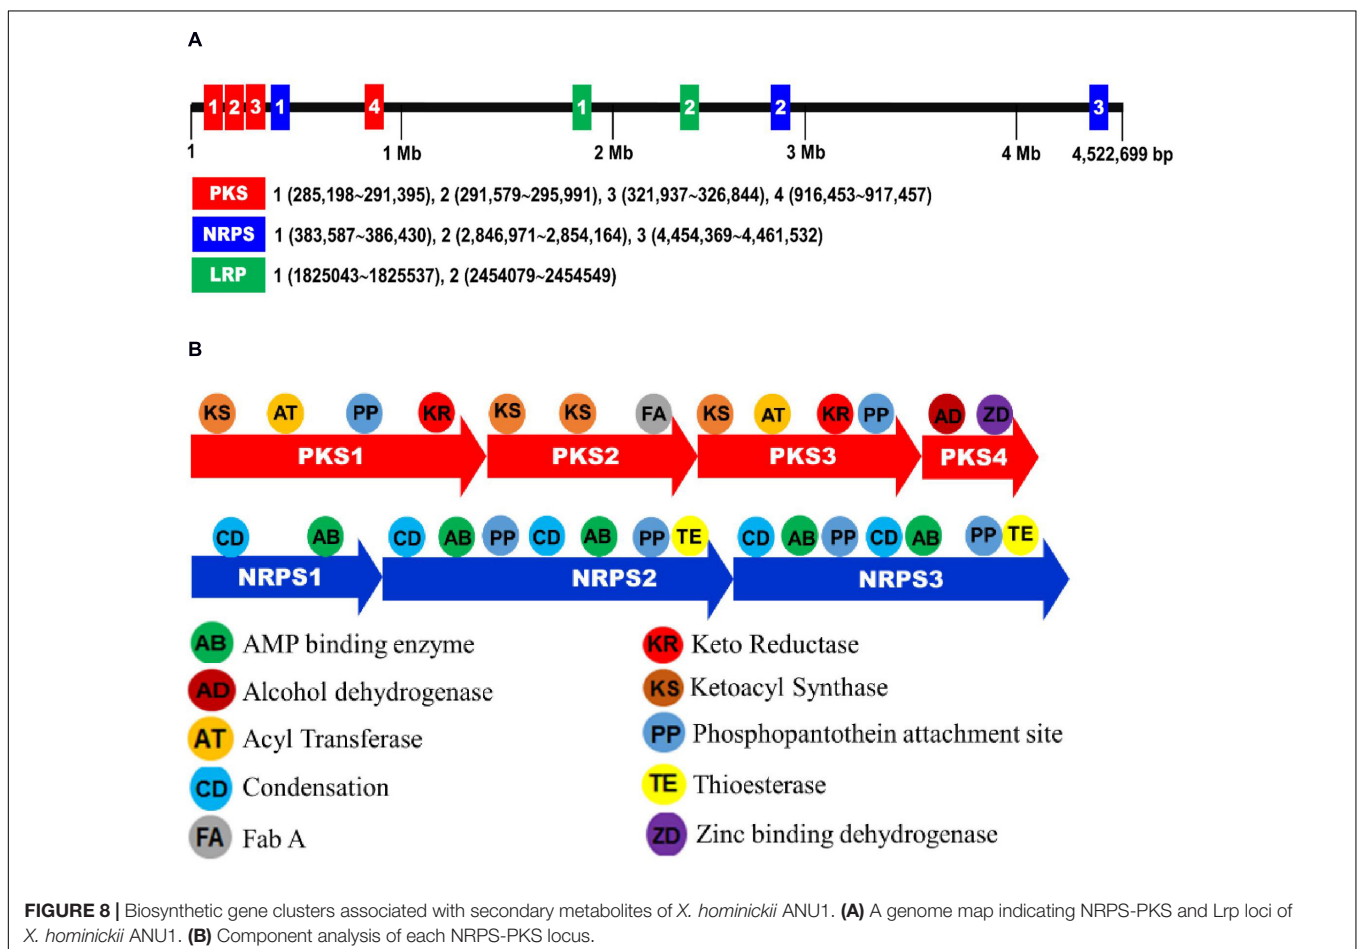 A
1 2 3 1 4 1 2 2 3
1 1 Mb 2 Mb 3 Mb 4 Mb 4,522,699 bp
PKS 1 (285,198~291,395), 2 (291,579~295,991), 3 (321,937~326,844), 4 (916,453~917,457)
NRPS 1 (383,587~386,430), 2 (2,846,971~2,854,164), 3 (4,454,369~4,461,532)
LRP 1 (1825043~1825537), 2 (2454079~2454549)
B
KS AT PP KR KS KS FA KS AT KR PP AD ZD
PKS1 PKS2 PKS3 PKS4
CD AB CD AB PP CD AB PP TE CD AB PP CD AB PP TE
NRPS1 NRPS2 NRPS3
AB AMP binding enzyme
AD Alcohol dehydrogenase
AT Acyl Transferase
CD Condensation
FA Fab A
KR Keto Reductase
KS Ketoacyl Synthase
PP Phosphopantothein attachment site
TE Thioesterase
ZD Zinc binding dehydrogenase
FIGURE 8 | Biosynthetic gene clusters associated with secondary metabolites of X. hominickii ANU1. (A) A genome map indicating NRPS-PKS and Lrp loci of
X. hominickii ANU1. (B) Component analysis of each NRPS-PKS locus.